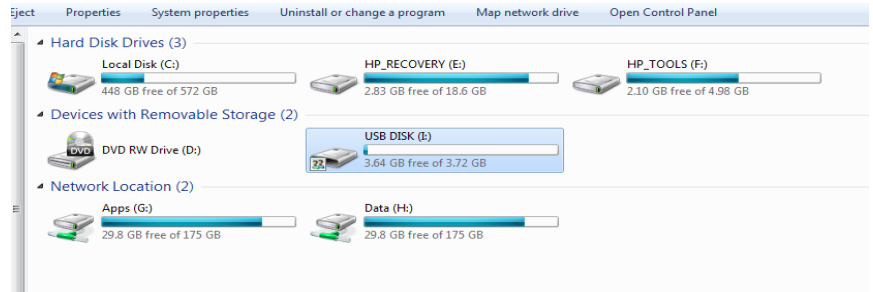 Eject Properties System properties Uninstall or change a program Map network drive Open Control Panel
Hard Disk Drives (3)
Local Disk (C:) HP_RECOVERY (E:) HP_TOOLS (F:)
448 GB free of 572 GB 2.83 GB free of 18.6 GB 2.10 GB free of 4.98 GB
Devices with Removable Storage (2)
DVD DVD RW Drive (D:) USB DISK (I:)
3.64 GB free of 3.72 GB
Network Location (2)
Apps (G:) Data (H:)
29.8 GB free of 175 GB 29.8 GB free of 175 GB